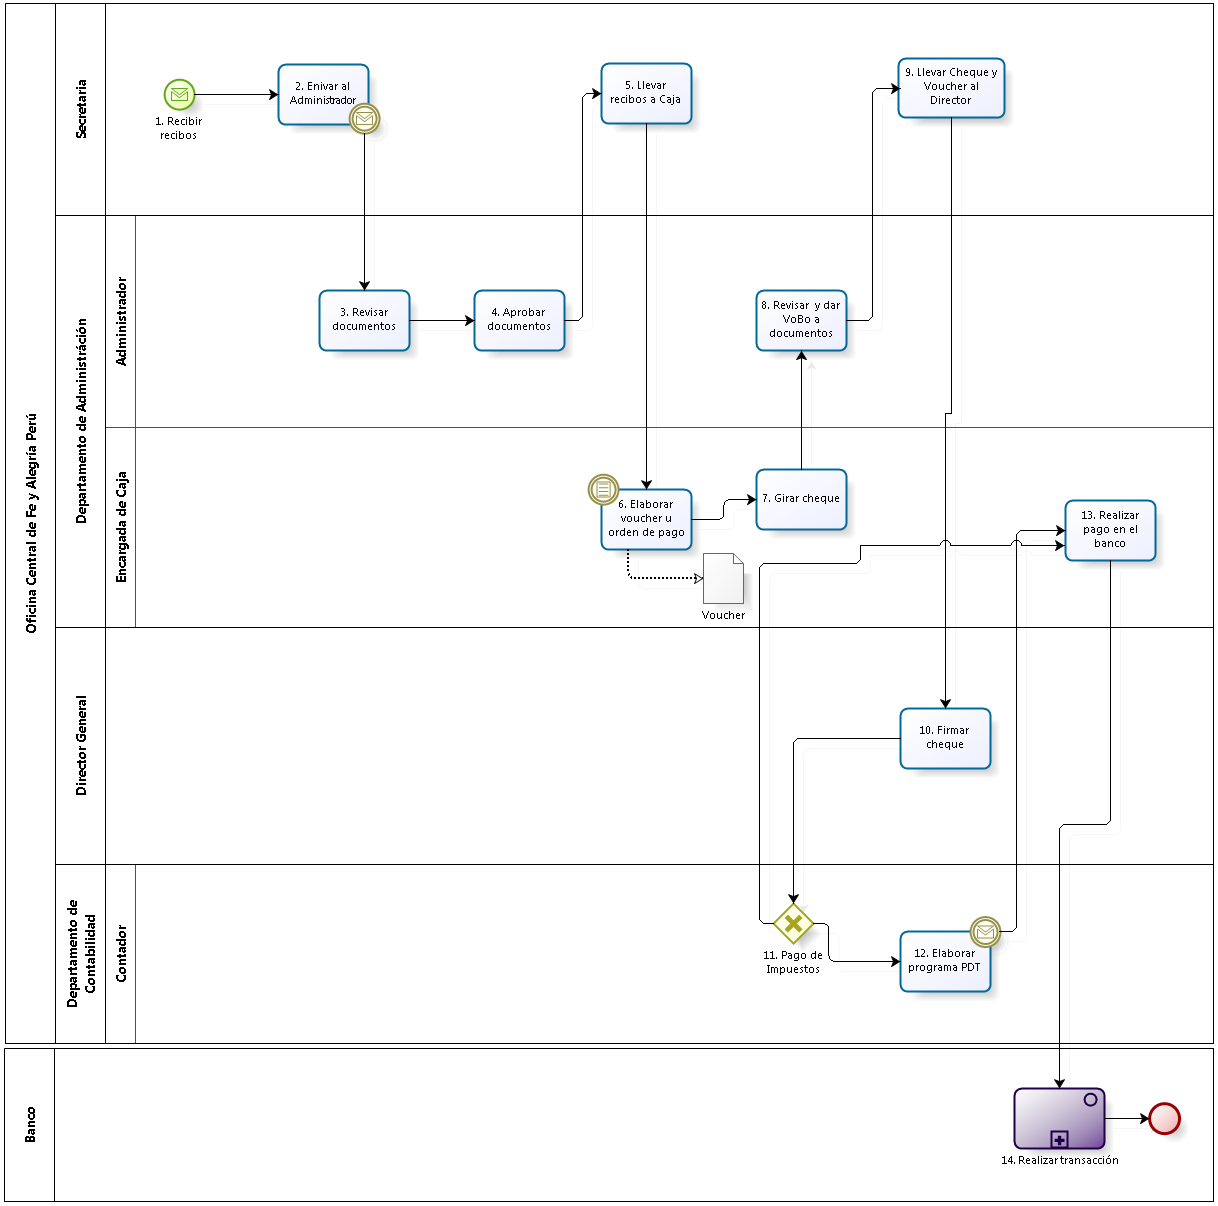 Oficina Central de Fe y Alegría Perú
Secretaria
1. Recibir
recibos
2. Enivar al
Administrador
5. Llevar
recibos a Caja
9. Llevar Cheque y
Voucher al
Director
Departamento de Administráción
Administrador
3. Revisar
documentos
4. Aprobar
documentos
8. Revisar y dar
VoBo a
documentos
Encargada de Caja
6. Elaborar
voucher u
orden de pago
7. Girar cheque
13. Realizar
pago en el
banco
Voucher
Director General
10. Firmar
cheque
Departamento de
Contabilidad
Contador
11. Pago de
Impuestos
12. Elaborar
programa PDT
Banco
14. Realizar transacción